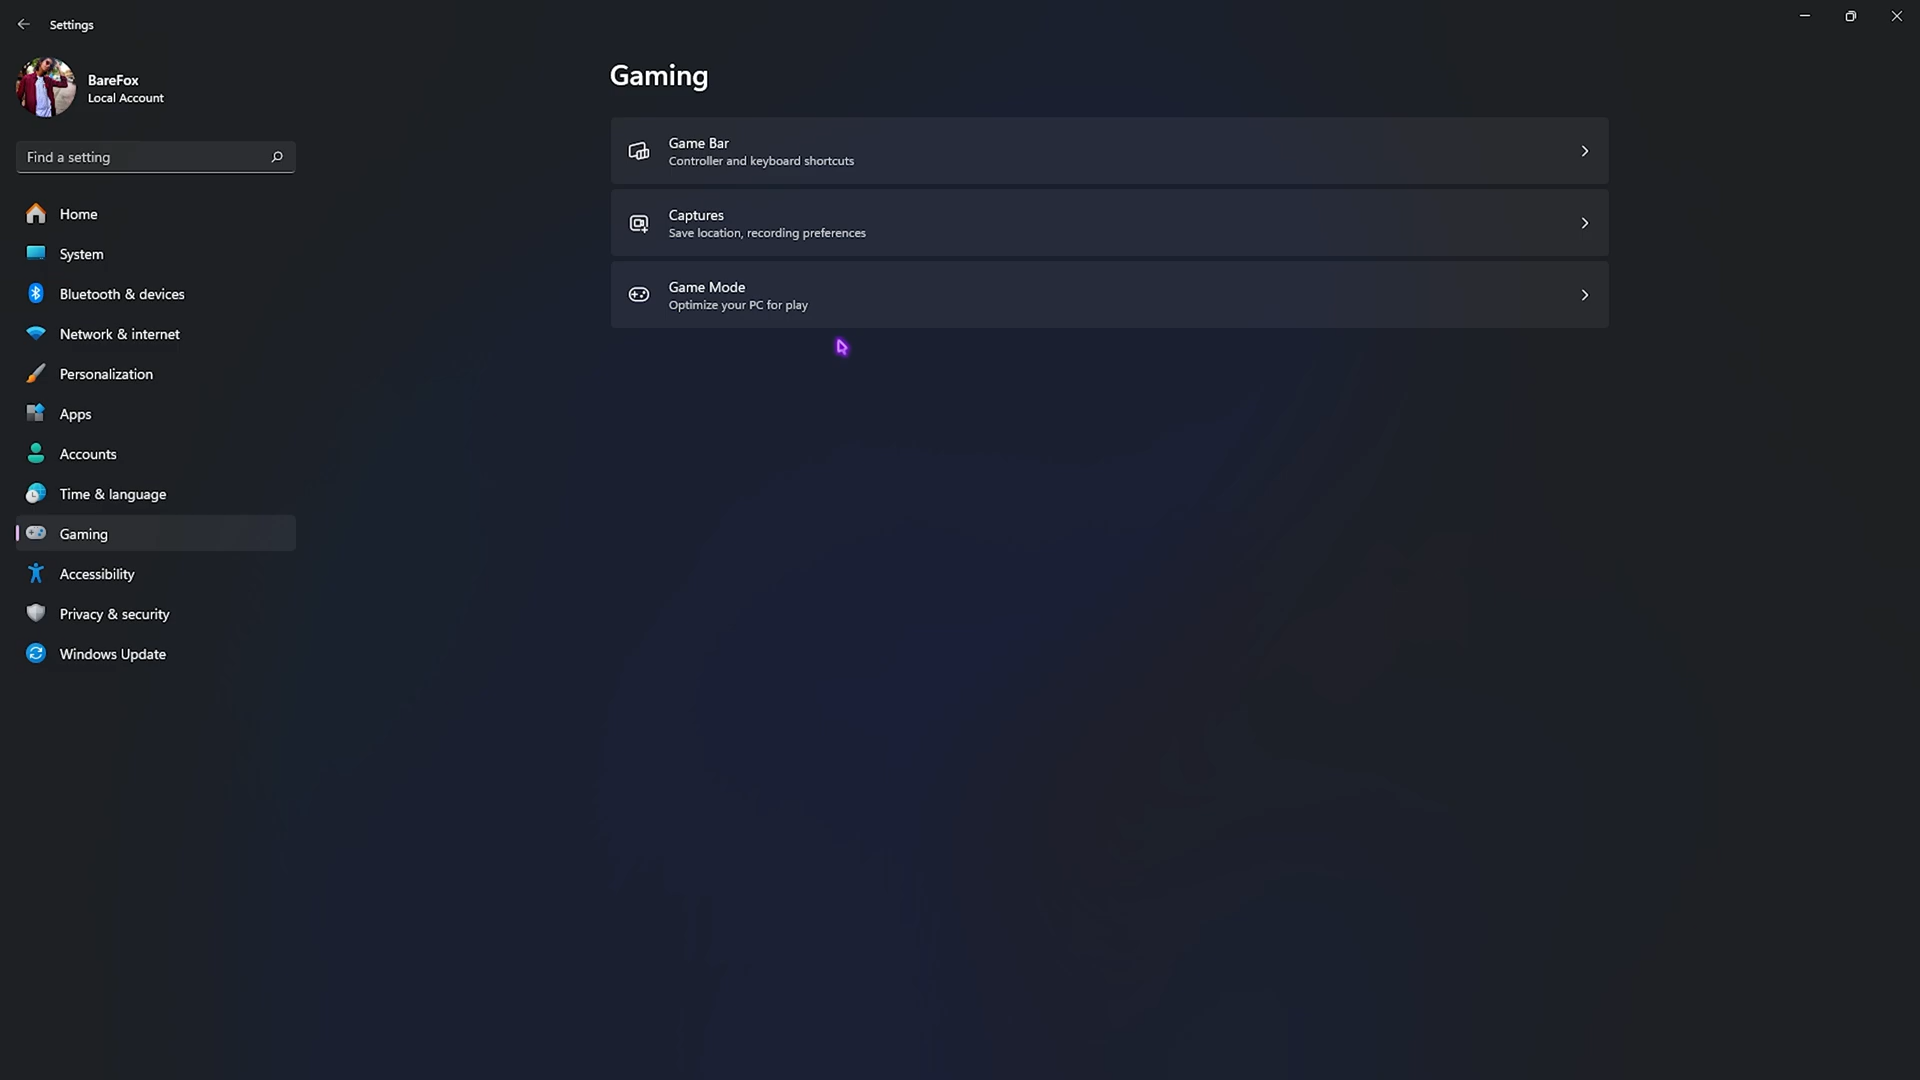 Settings
BareFox
Local Account
Find a setting
Home
System
Bluetooth & devices
Network & internet
Personalization
Apps
Accounts
Time & language
Gaming
Accessibility
Privacy & security
Windows Update
Gaming
Game Bar
Controller and keyboard shortcuts
Captures
Save location, recording preferences
Game Mode
Optimize your PC for play